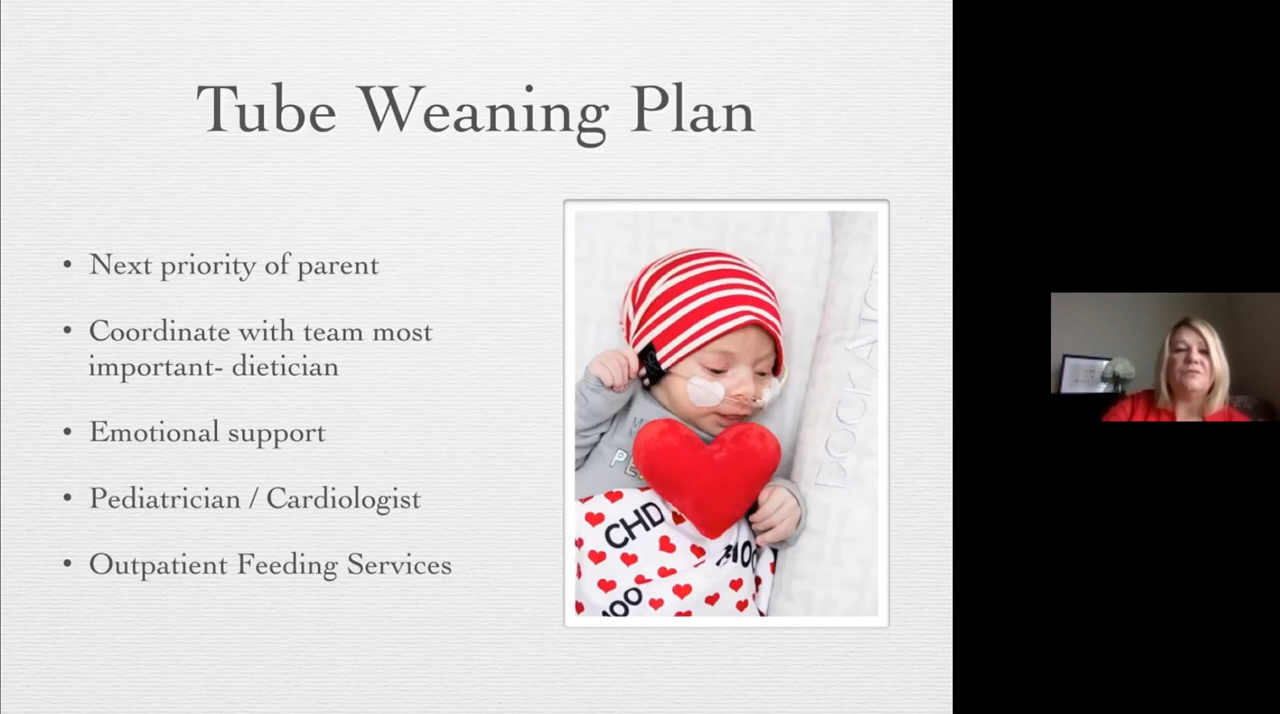 Tube Weaning Plan
• Next priority of parent
• Coordinate with team most
important- dietician
• Emotional support
• Pediatrician / Cardiologist
• Outpatient Feeding Services
DOCKATOT
CHD